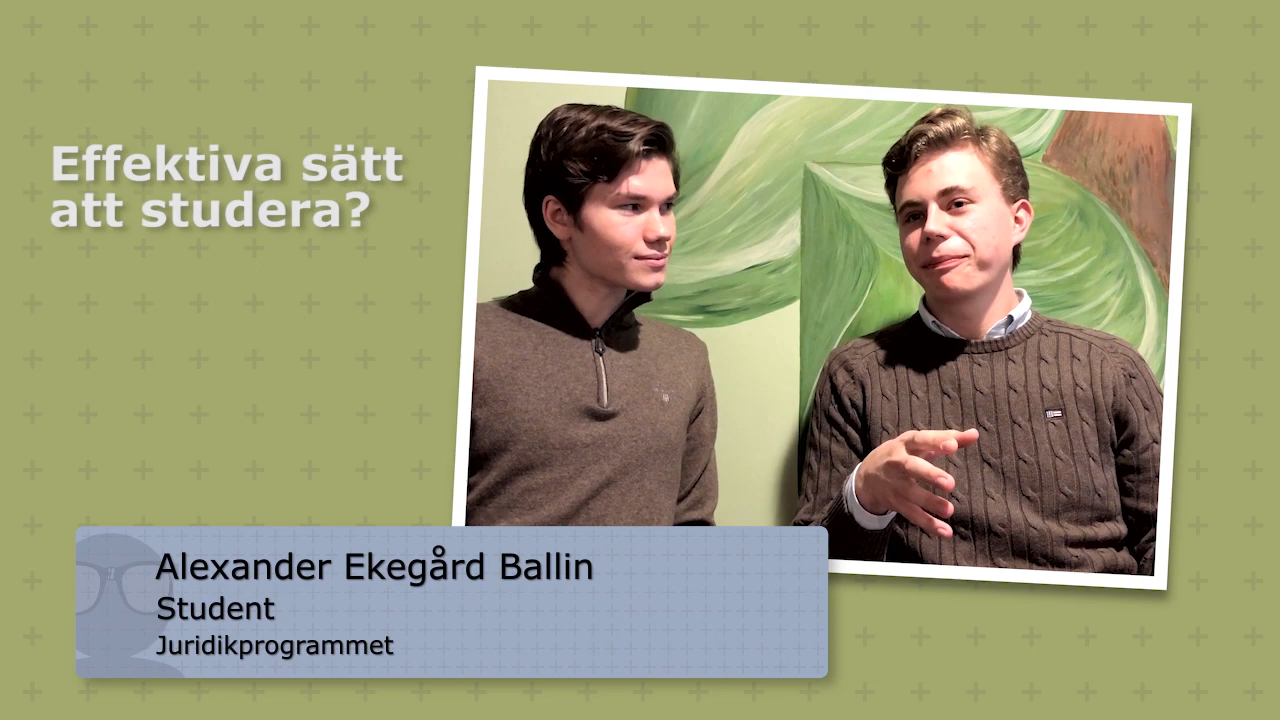 Effektiva sätt
att studera?
Alexander Ekegård Ballin
Student
Juridikprogrammet